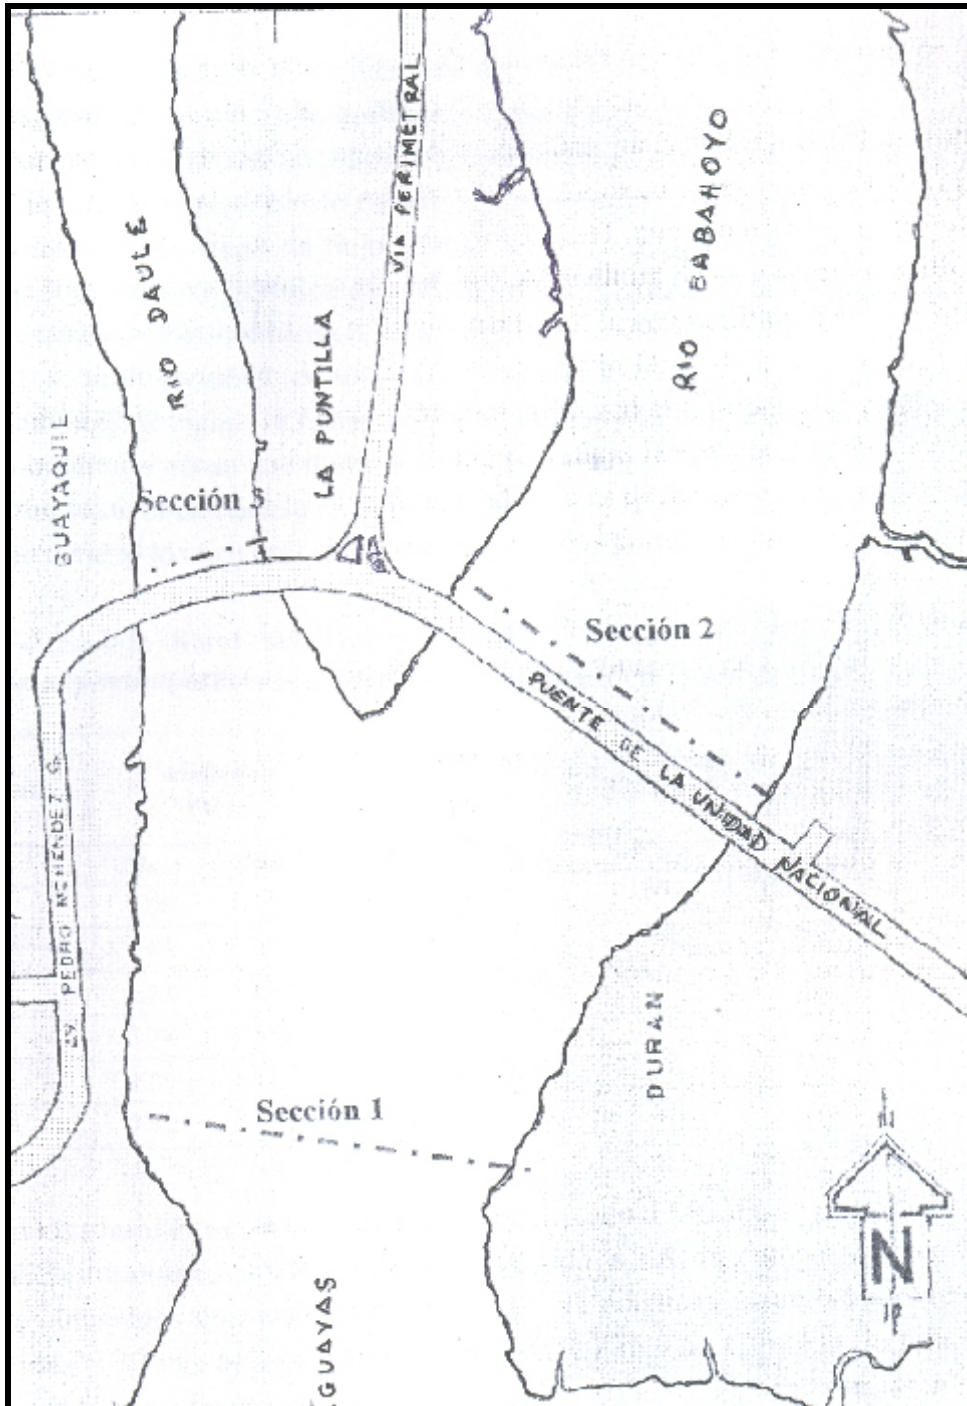 RIO DAULE
LA PUNTILLA
VIA PERIMETRAL
RIO BABAHOYO
GUAYAQUIL
Sección 3
Sección 2
PUENTE DE LA UNIDAD NACIONAL
AV PEDRO MENENDEZ G
DURAN
Sección 1
N
GUAYAS